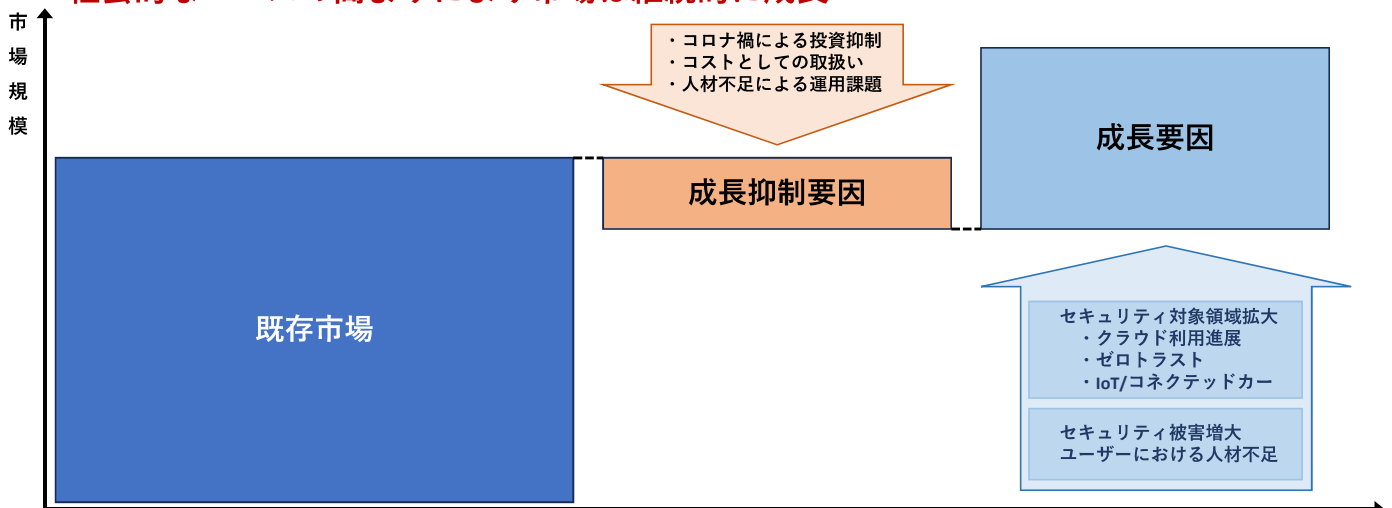 市場規模
・コロナ禍による投資抑制
・コストとしての取扱い
・人材不足による運用課題
成長要因
成長抑制要因
既存市場
セキュリティ対象領域拡大
・クラウド利用進展
・ゼロトラスト
・IoT/コネクテッドカー
セキュリティ被害増大
ユーザーにおける人材不足